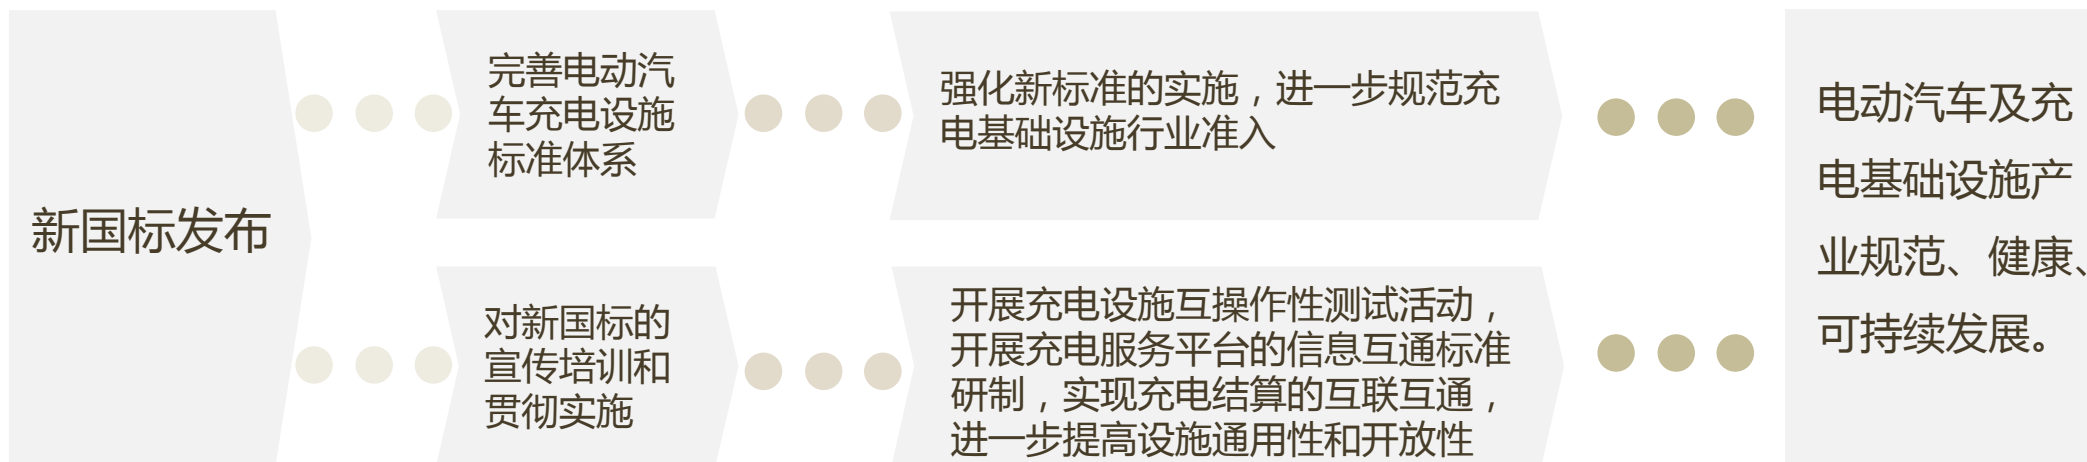 新国标发布
完善电动汽
车充电设施
标准体系
强化新标准的实施，进一步规范充
电基础设施行业准入
对新国标的
宣传培训和
贯彻实施
开展充电设施互操作性测试活动，
开展充电服务平台的信息互通标准
研制，实现充电结算的互联互通，
进一步提高设施通用性和开放性
电动汽车及充
电基础设施产
业规范、健康、
可持续发展。